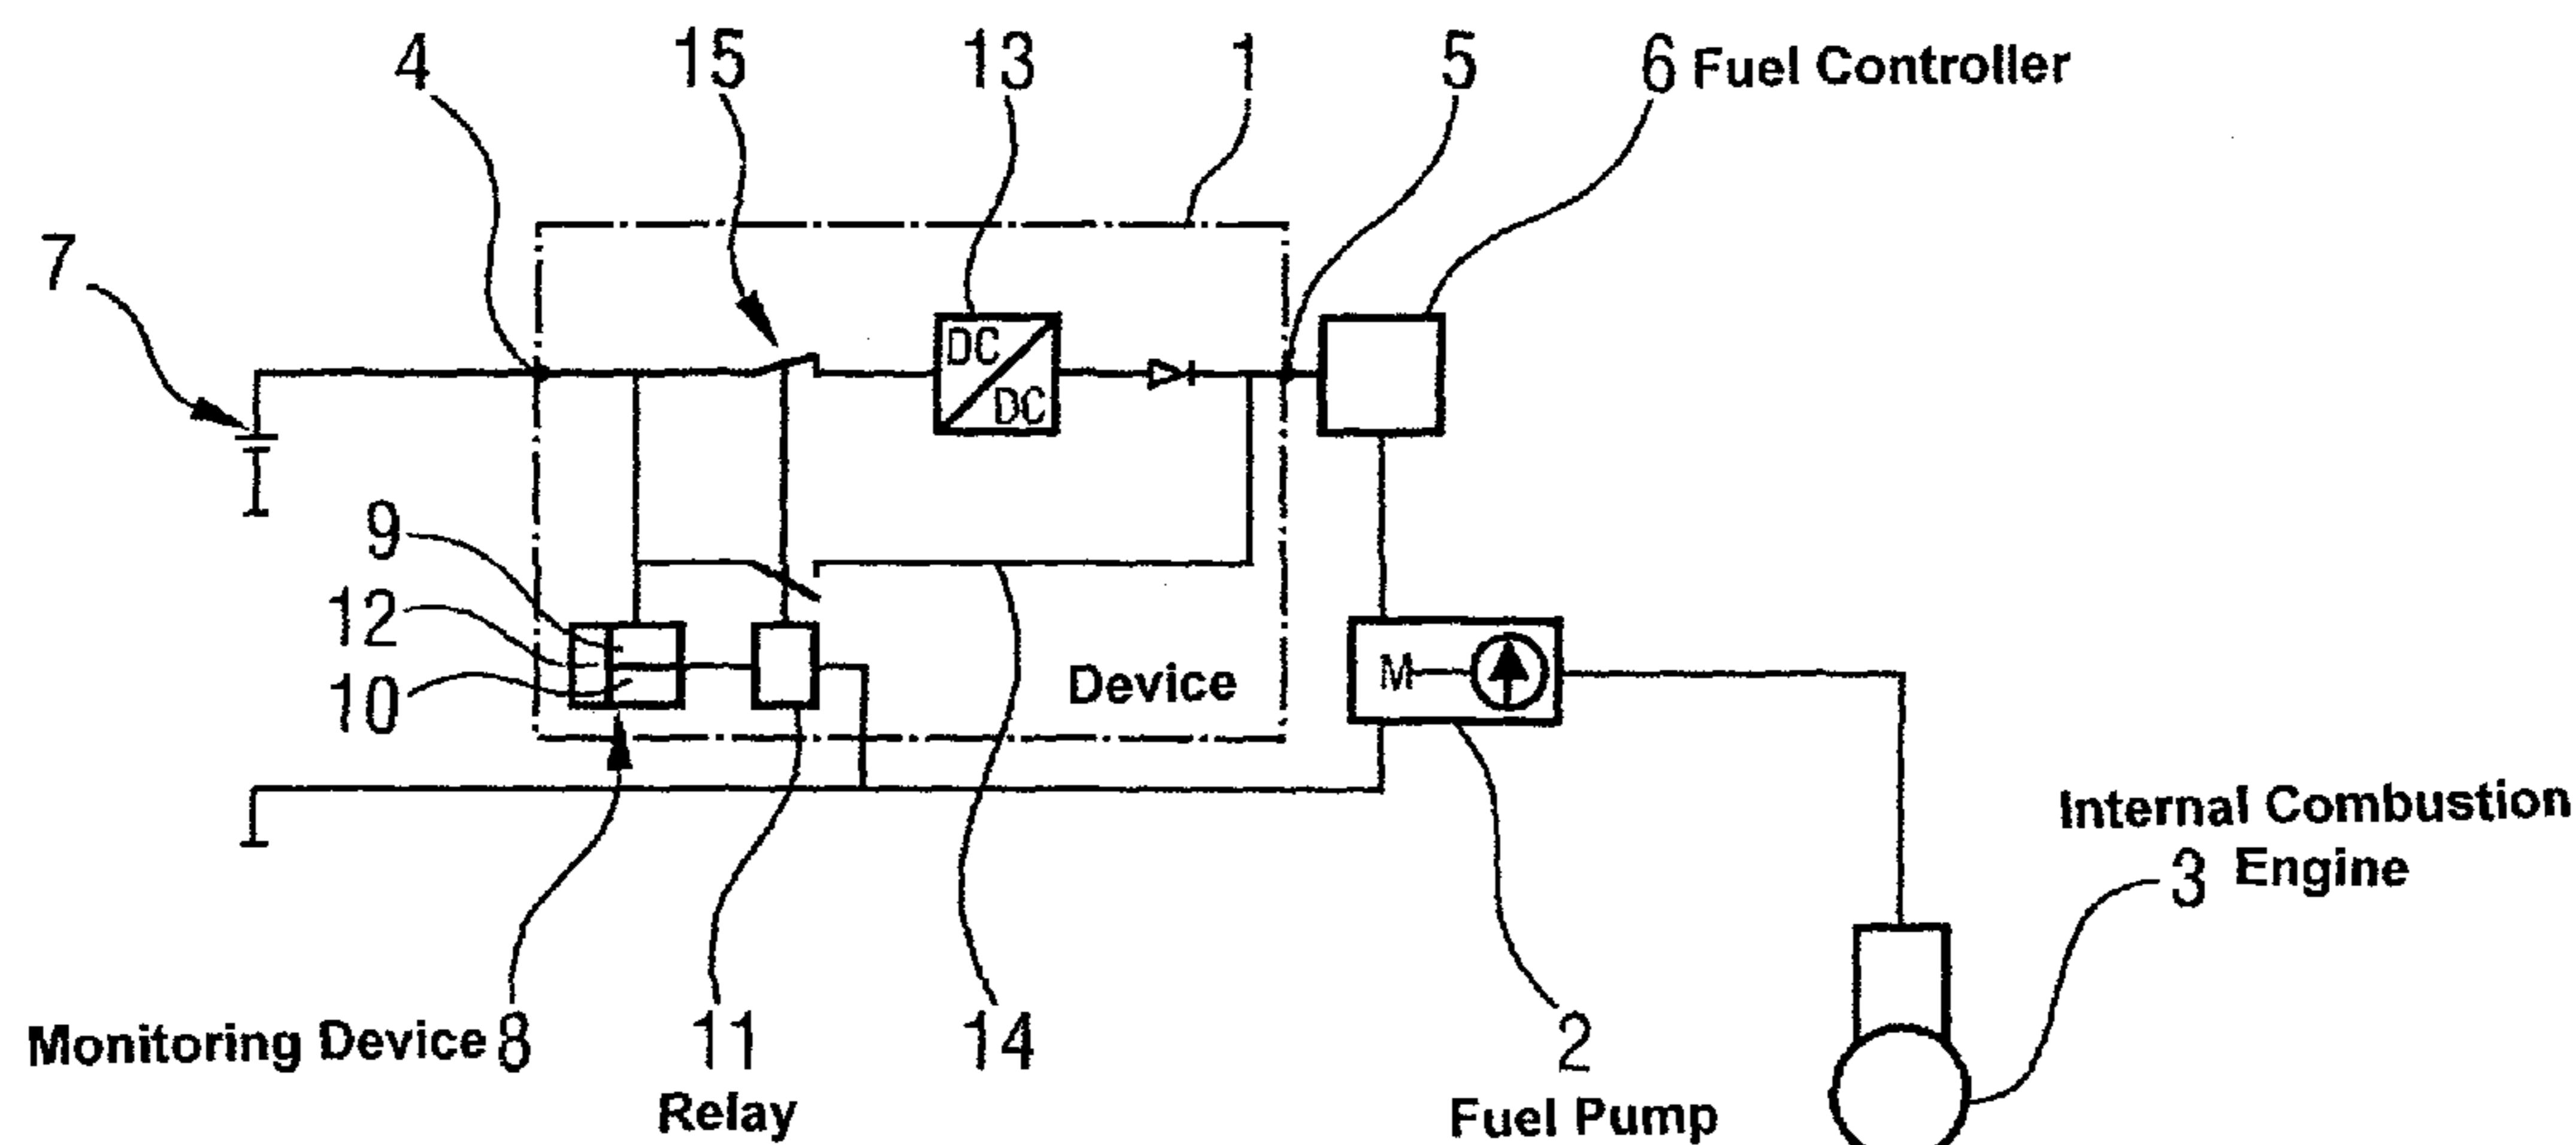 4
15
13
1
5
6 Fuel Controller
7
DC
DC
9
12
10
Device
M
Internal Combustion
3 Engine
Monitoring Device 8
11
14
2
Relay
Fuel Pump